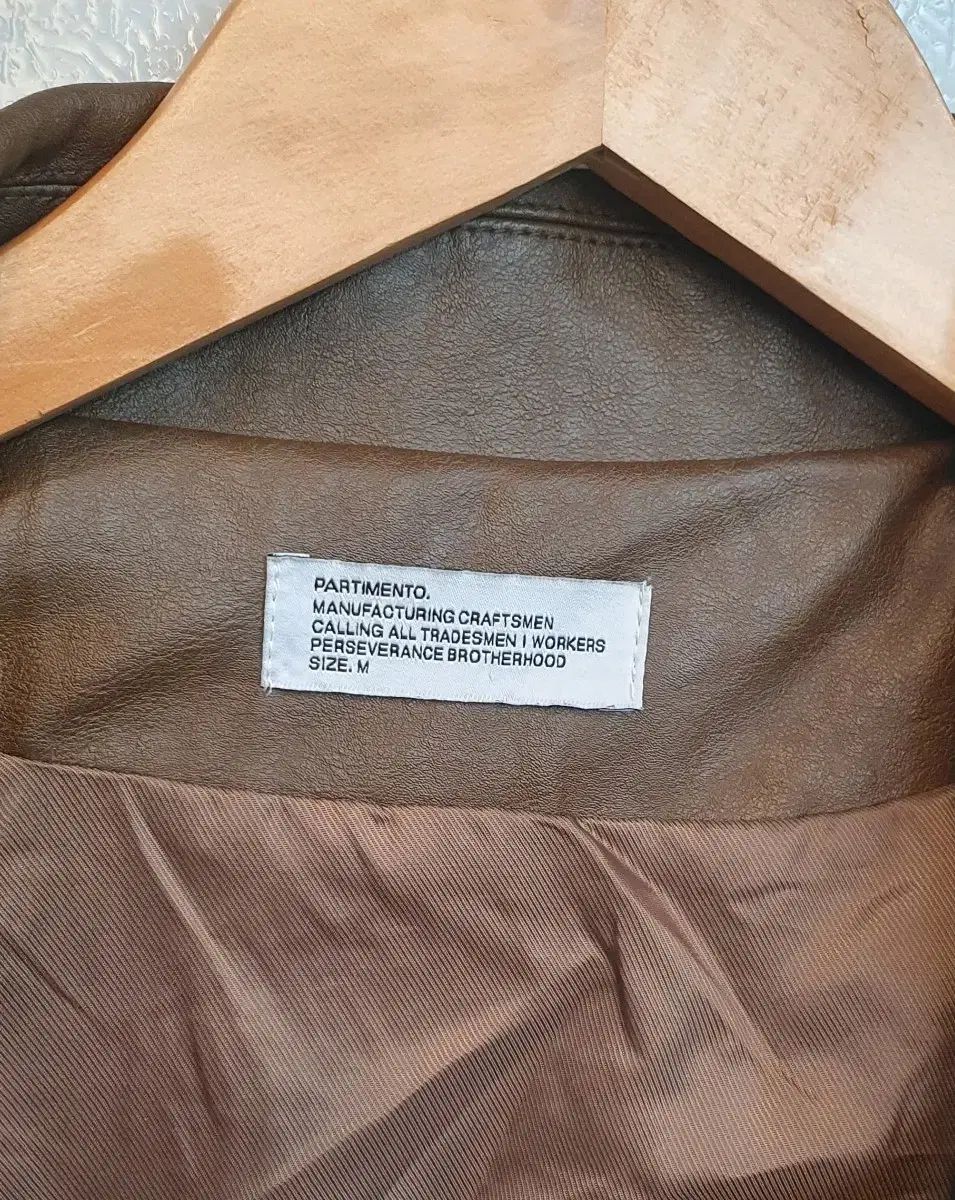 PARTIMENTO.
MANUFACTURING CRAFTSMEN
CALLING ALL TRADESMEN I WORKERS
PERSEVERANCE BROTHERHOOD
SIZE. M